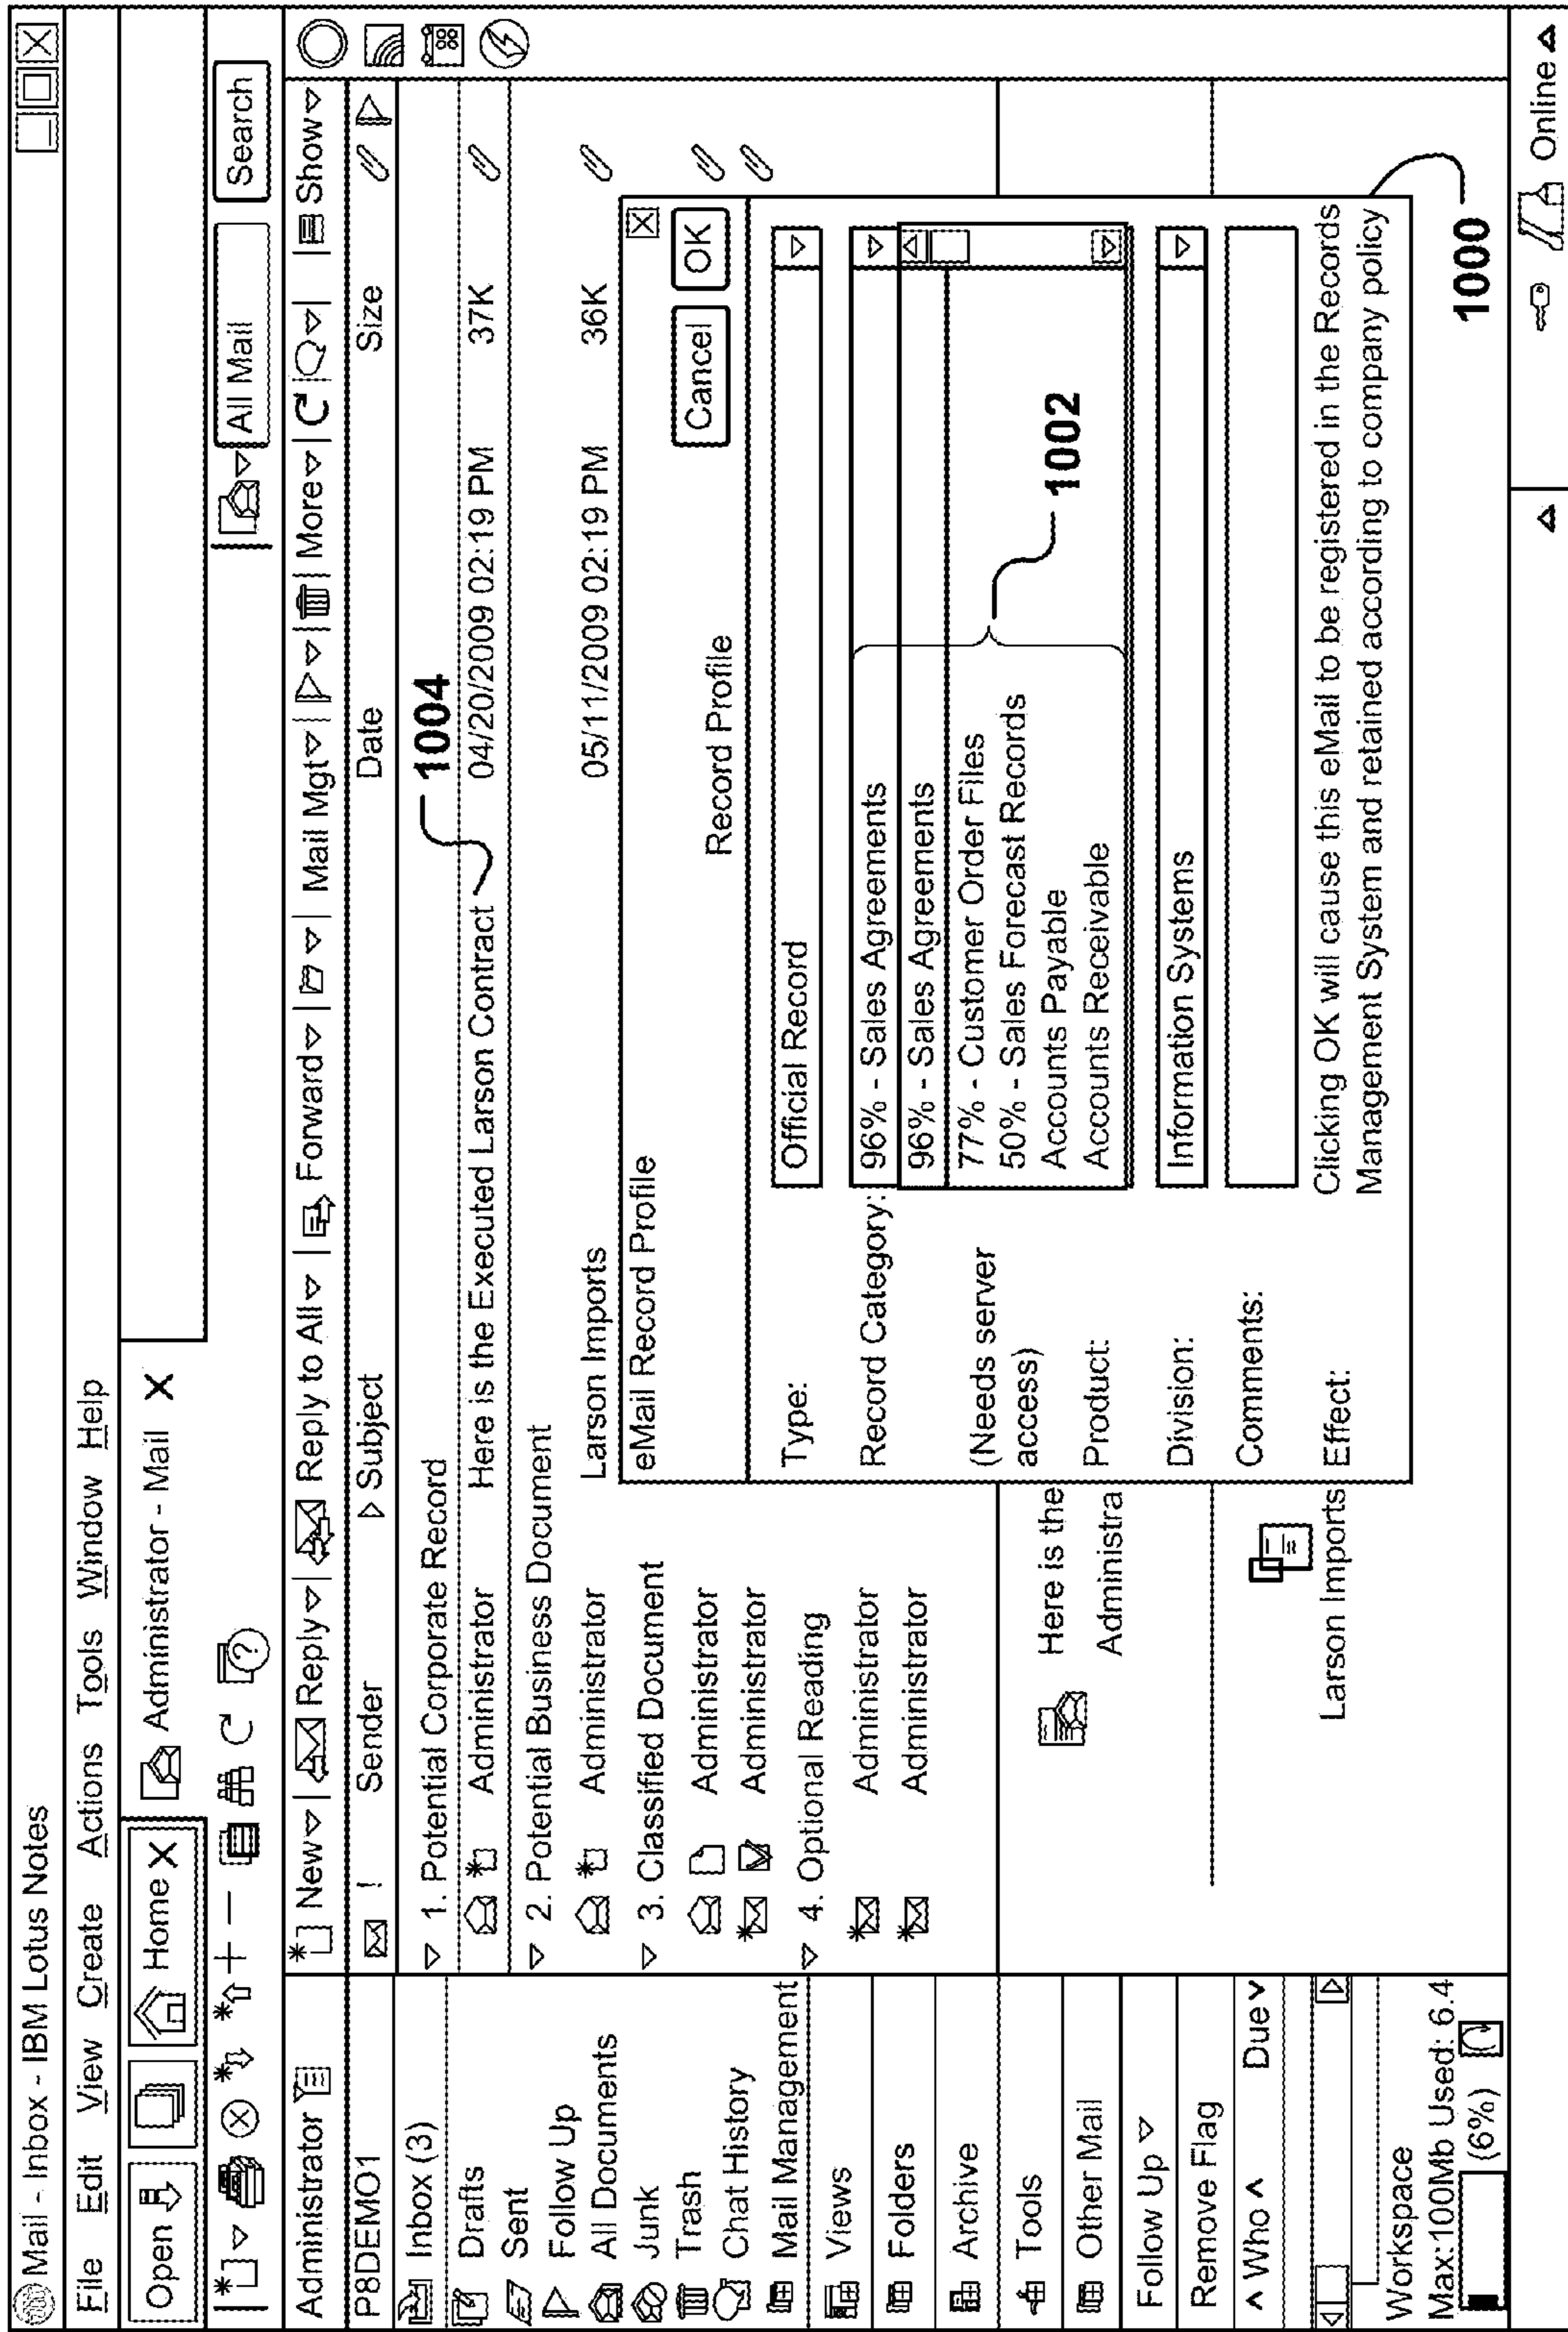 Mail - Inbox - IBM Lotus Notes
File Edit View Create Actions Tools Window Help
Open Home X Administrator - Mail X
All Mail Search
Administrator
New Reply Reply to All Forward Mail Mgt More Show
P8DEMO1
! Sender Subject Date Size
Inbox (3)
Drafts
Sent
Follow Up
All Documents
Junk
Trash
Chat History
Mail Management
Views
Folders
Archive
Tools
Other Mail
Follow Up
Remove Flag
Who Due
Workspace
Max:100Mb Used: 6.4
(6%)
1. Potential Corporate Record
1004
Administrator Here is the Executed Larson Contract 04/20/2009 02:19 PM 37K
2. Potential Business Document
Administrator Larson Imports 05/11/2009 02:19 PM 36K
3. Classified Document
Administrator
Administrator
4. Optional Reading
Administrator
Administrator
Here is the
Administra
Larson Imports
eMail Record Profile
Cancel OK
Record Profile
Type: Official Record
Record Category: 96% - Sales Agreements
96% - Sales Agreements
(Needs server
access)
77% - Customer Order Files
50% - Sales Forecast Records
Accounts Payable
Product: Accounts Receivable
1002
Division: Information Systems
Comments:
Effect: Clicking OK will cause this eMail to be registered in the Records
Management System and retained according to company policy
1000
Online